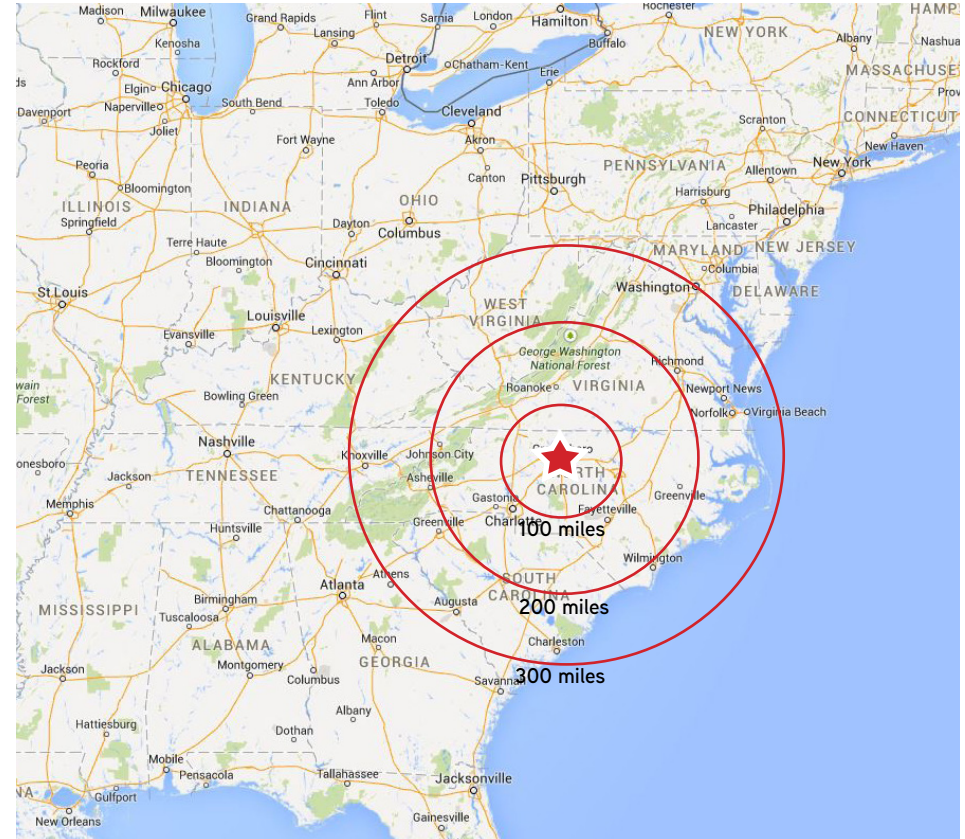 Madison
Milwaukee
Grand Rapids
Flint
Sarnia
London
Hamilton
Rochester
HAMP
Lansing
Buffalo
NEW YORK
Albany
Nashua
Kenosha
Rockford
Detroit
Chatham-Kent
Erie
MASSACHUSE
ds
Ann Arbor
Elgin
Chicago
Naperville
South Bend
Toledo
Cleveland
Prov
Davenport
Joliet
Scranton
CONNECTICUT
Fort Wayne
Akron
New Haven
Peoria
Canton
Pittsburgh
PENNSYLVANIA
Allentown
New York
Bloomington
Harrisburg
ILLINOIS
INDIANA
OHIO
Philadelphia
Springfield
Dayton
Columbus
Lancaster
Terre Haute
MARYLAND
NEW JERSEY
Bloomington
Cincinnati
Columbia
St Louis
Washington
DELAWARE
WEST
VIRGINIA
Louisville
Evansville
Lexington
George Washington
National Forest
Richmond
KENTUCKY
Roanoke
VIRGINIA
wain
Forest
Bowling Green
Newport News
Norfolk
Virginia Beach
Nashville
Knoxville
Johnson City
onesboro
Jackson
TENNESSEE
Asheville
RTH
CAROLINA
Greenville
Memphis
Chattanooga
Gastonia
Charlotte
Fayetteville
Huntsville
Greenville
100 miles
Wilmington
Atlanta
Athens
SOUTH
CAROLINA
MISSISSIPPI
Birmingham
Augusta
200 miles
Tuscaloosa
ALABAMA
Macon
Charleston
Jackson
Montgomery
GEORGIA
Columbus
Savannah
300 miles
Albany
Hattiesburg
Dothan
Mobile
Pensacola
Tallahassee
Jacksonville
NA
Gulfport
New Orleans
Gainesville